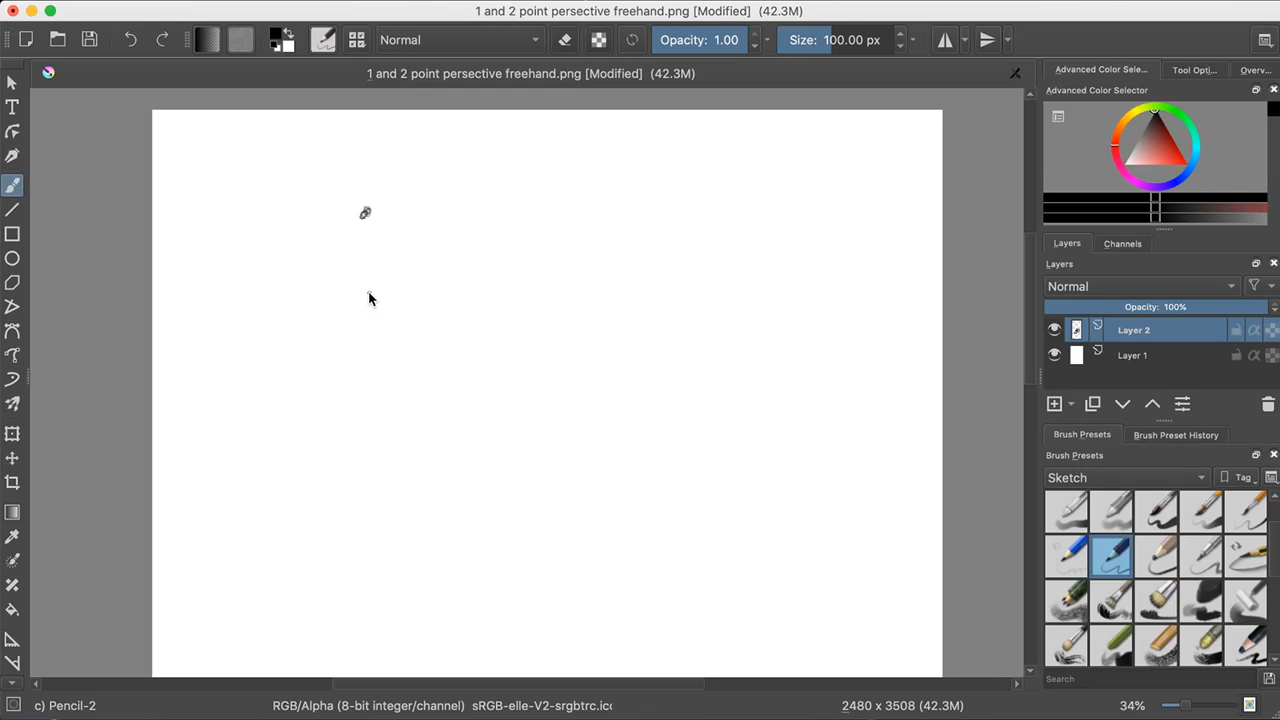 1 and 2 point persective freehand.png [Modified] (42.3M)
Normal
Opacity: 1.00
Size: 100.00 px
1 and 2 point persective freehand.png [Modified] (42.3M)
Advanced Color Sele...
Tool Opti...
Overv...
Advanced Color Selector
Layers
Channels
Layers
Normal
Opacity: 100%
Layer 2
Layer 1
Brush Presets
Brush Preset History
Brush Presets
Sketch
Tag
Search
c) Pencil-2
RGB/Alpha (8-bit integer/channel) sRGB-elle-V2-srgbtrc.icc
2480 x 3508 (42.3M)
34%